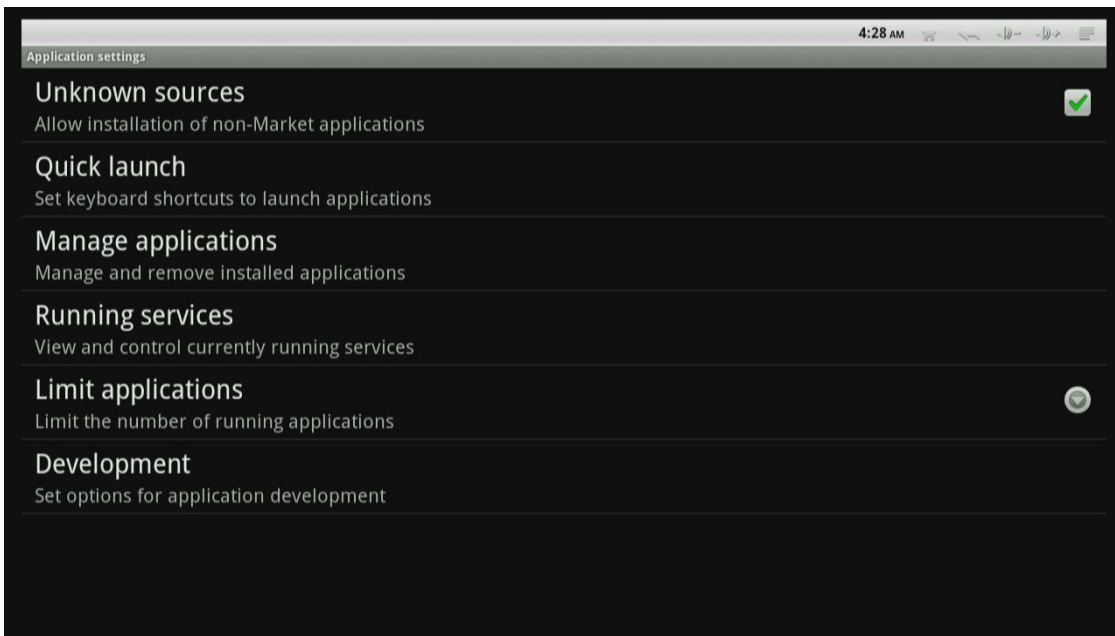 4:28 AM
Application settings
Unknown sources
Allow installation of non-Market applications
Quick launch
Set keyboard shortcuts to launch applications
Manage applications
Manage and remove installed applications
Running services
View and control currently running services
Limit applications
Limit the number of running applications
Development
Set options for application development